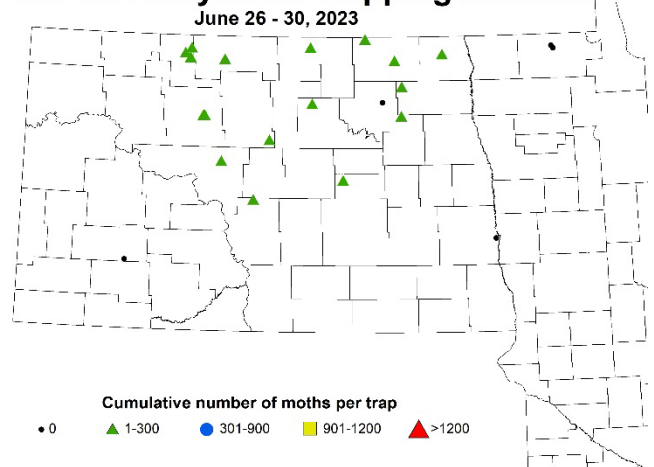 June 26 - 30, 2023
Cumulative number of moths per trap
0 1-300 301-900 901-1200 >1200